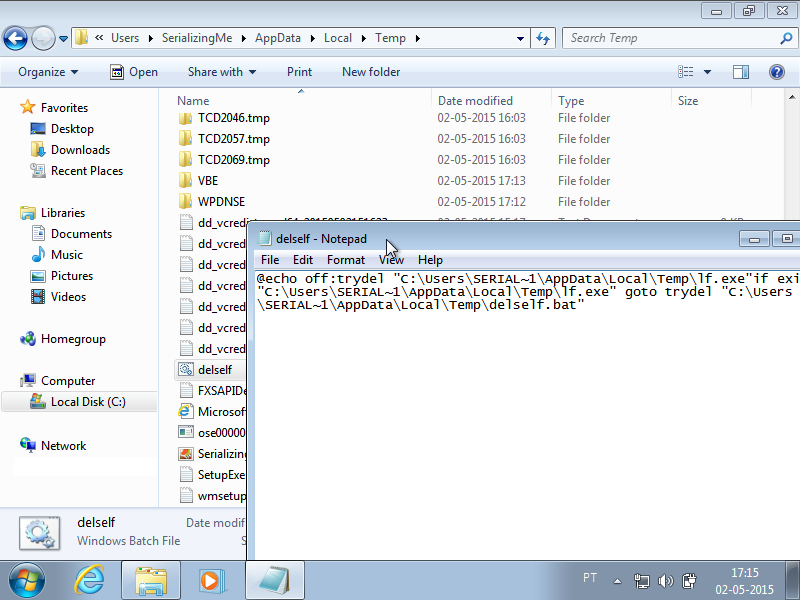 « Users ▸ SerializingMe ▸ AppData ▸ Local ▸ Temp ▸
Search Temp
Organize Open Share with Print New folder
Favorites
Desktop
Downloads
Recent Places
Libraries
Documents
Music
Pictures
Videos
Homegroup
Computer
Local Disk (C:)
Network
Name Date modified Type Size
TCD2046.tmp 02-05-2015 16:03 File folder
TCD2057.tmp 02-05-2015 16:03 File folder
TCD2069.tmp 02-05-2015 16:03 File folder
VBE 02-05-2015 17:13 File folder
WPDNSE 02-05-2015 17:12 File folder
dd_vcred
dd_vcred
dd_vcred
dd_vcred
dd_vcred
dd_vcred
delself
FXSAPIDe
Microsof
ose00000
Serializing
SetupExe
wmsetup
delself - Notepad
File Edit Format View Help
@echo off:trydel "C:\Users\SERIAL~1\AppData\Local\Temp\lf.exe"if exi
"C:\Users\SERIAL~1\AppData\Local\Temp\lf.exe" goto trydel "C:\Users
\SERIAL~1\AppData\Local\Temp\delself.bat"
delself Date modif
Windows Batch File S
PT
17:15
02-05-2015